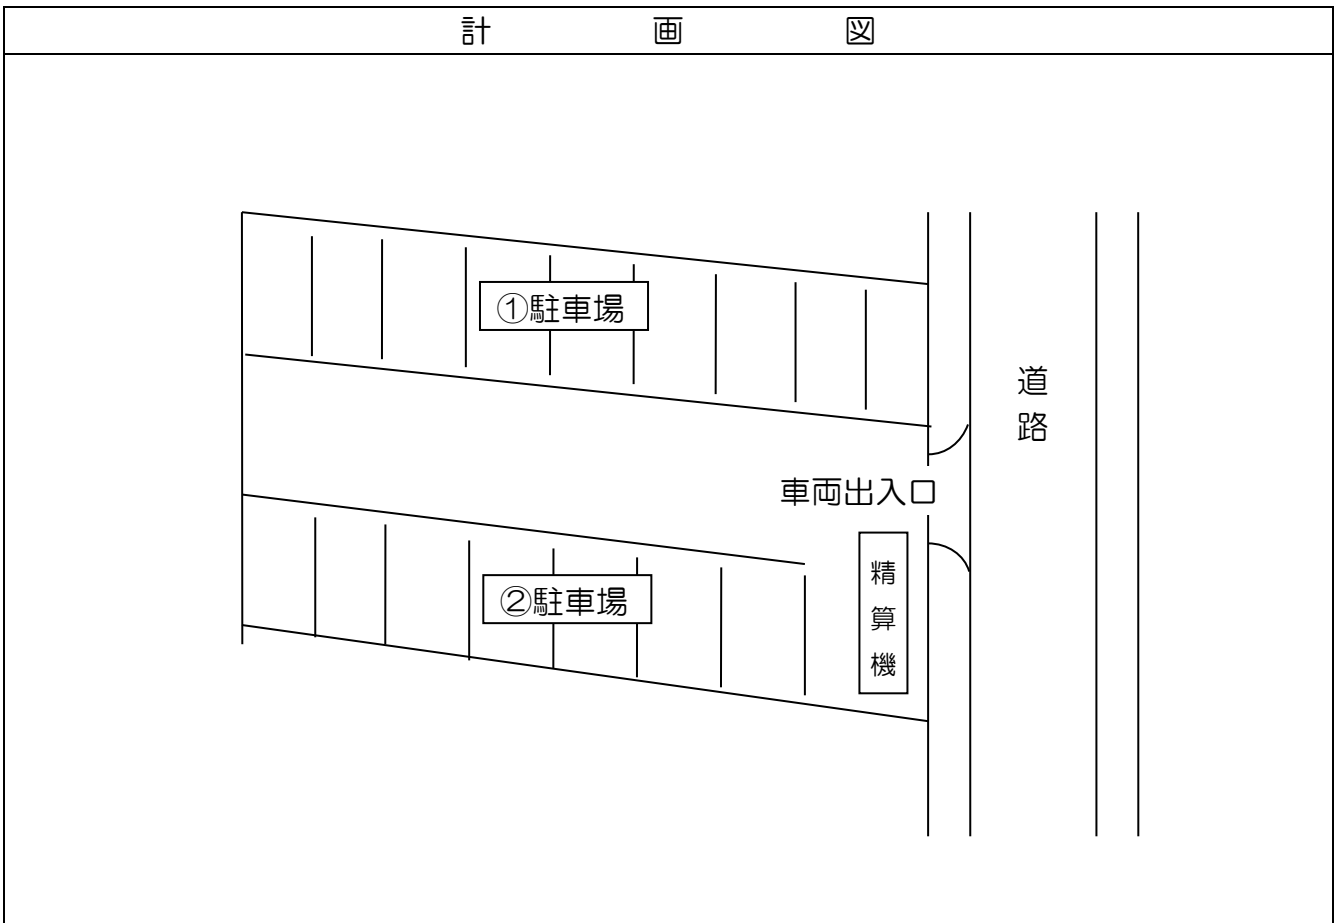 計画図
①駐車場
道路
車両出入口
②駐車場
精算機